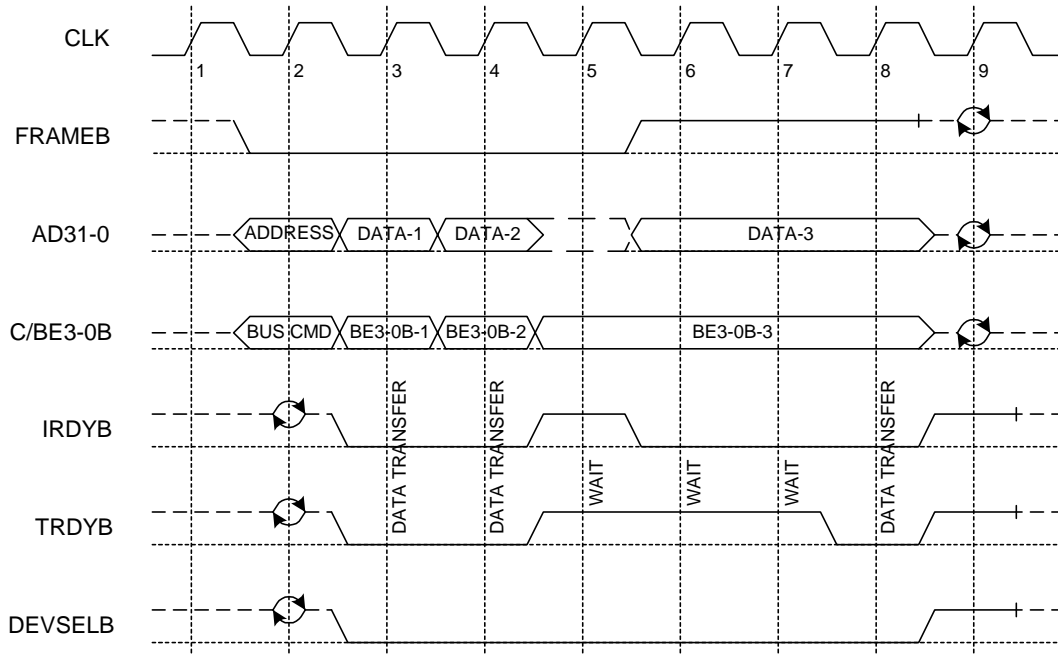 CLK
1 2 3 4 5 6 7 8 9
FRAMEB
AD31-0
ADDRESS DATA-1 DATA-2 DATA-3
C/BE3-0B
BUS CMD BE3-0B-1 BE3-0B-2 BE3-0B-3
IRDYB
DATA TRANSFER
DATA TRANSFER
WAIT
WAIT
WAIT
DATA TRANSFER
TRDYB
DEVSELB